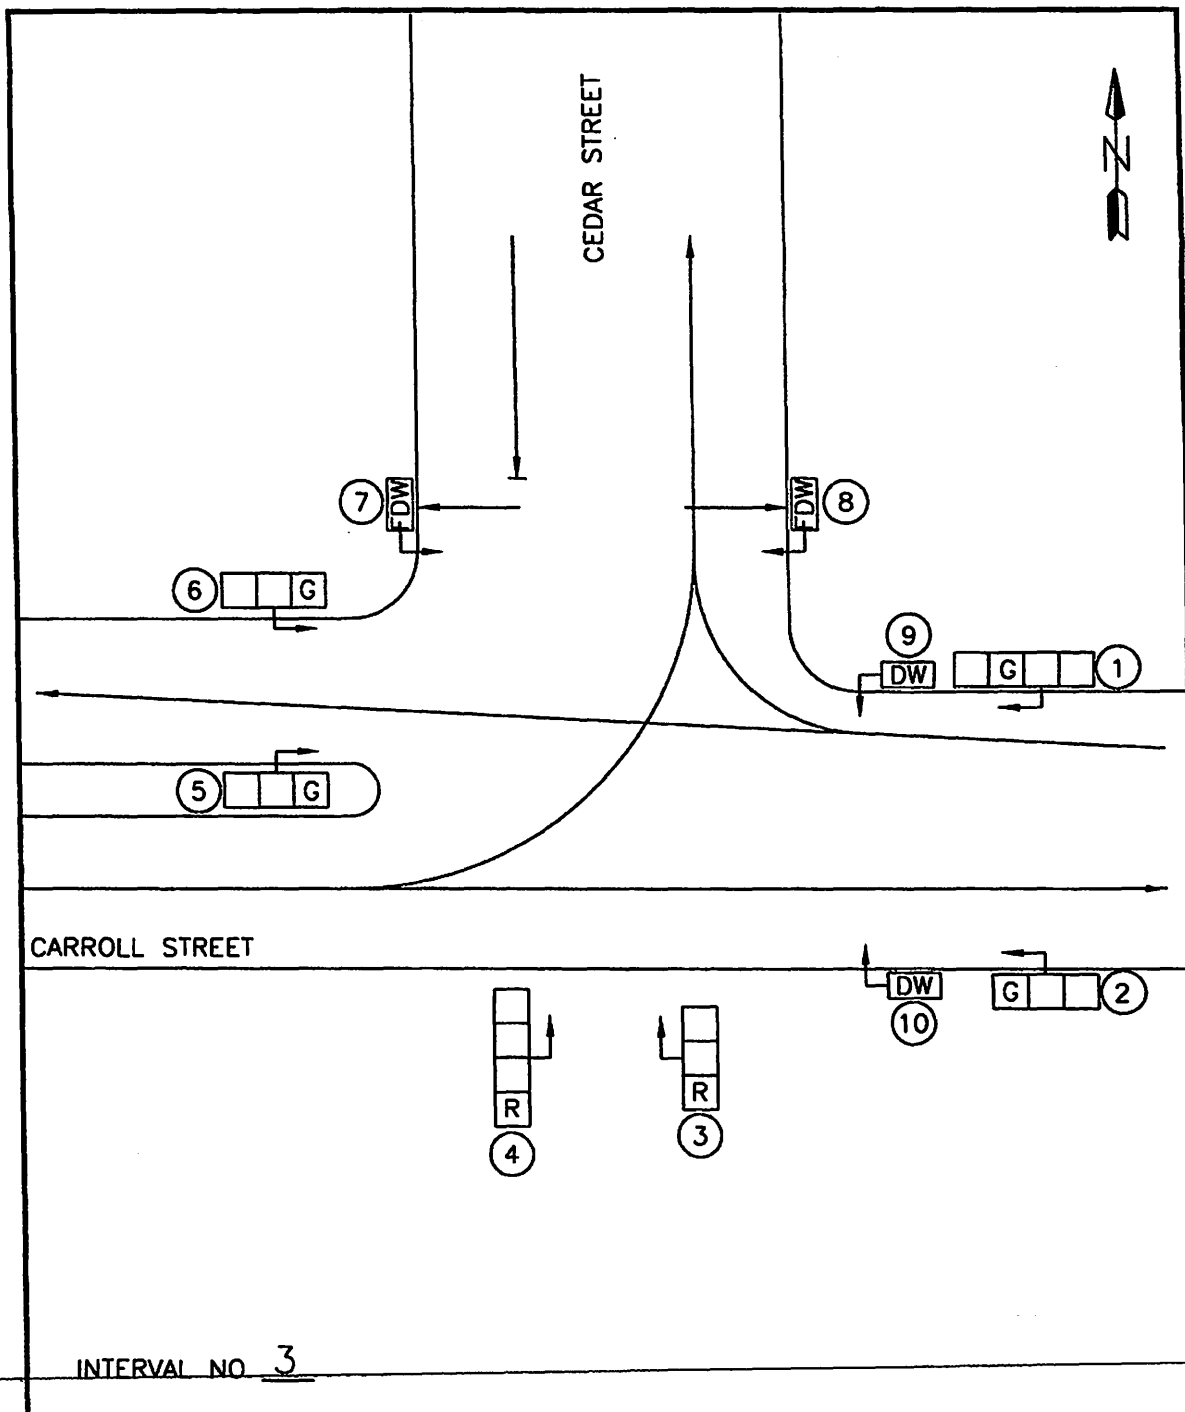 CEDAR STREET
N
7
FDW
FDW
8
6
G
9
DW
G
1
5
G
CARROLL STREET
DW
10
G
2
R
4
R
3
INTERVAL NO 3